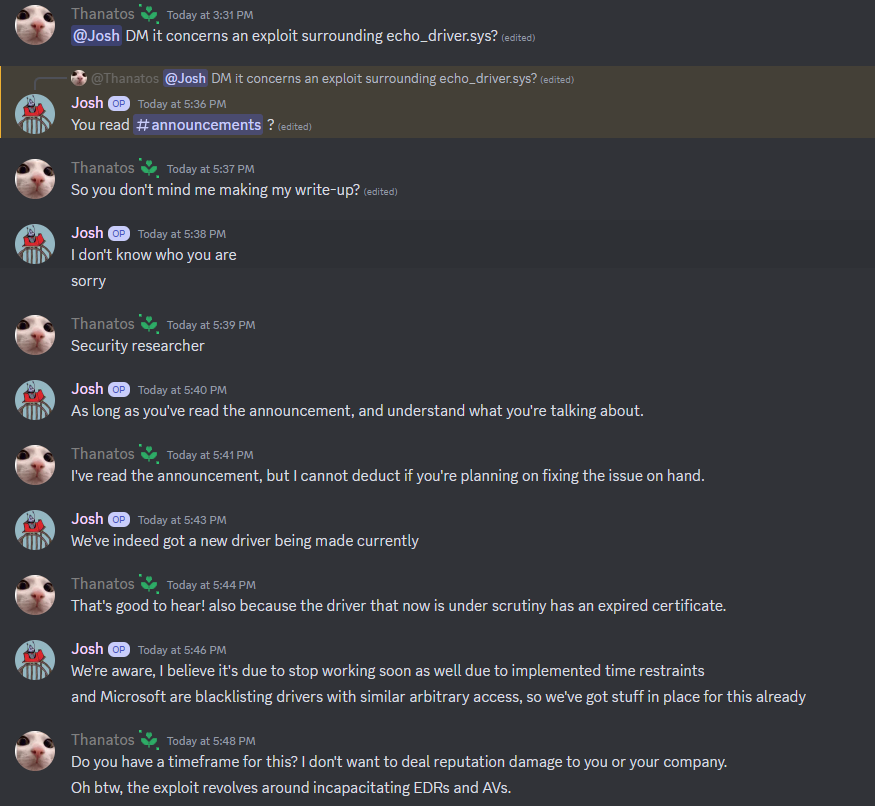 Thanatos Today at 3:31 PM
@Josh DM it concerns an exploit surrounding echo_driver.sys? (edited)
@Thanatos @Josh DM it concerns an exploit surrounding echo_driver.sys? (edited)
Josh OP Today at 5:36 PM
You read #announcements ? (edited)
Thanatos Today at 5:37 PM
So you don't mind me making my write-up? (edited)
Josh OP Today at 5:38 PM
I don't know who you are
sorry
Thanatos Today at 5:39 PM
Security researcher
Josh OP Today at 5:40 PM
As long as you've read the announcement, and understand what you're talking about.
Thanatos Today at 5:41 PM
I've read the announcement, but I cannot deduct if you're planning on fixing the issue on hand.
Josh OP Today at 5:43 PM
We've indeed got a new driver being made currently
Thanatos Today at 5:44 PM
That's good to hear! also because the driver that now is under scrutiny has an expired certificate.
Josh OP Today at 5:46 PM
We're aware, I believe it's due to stop working soon as well due to implemented time restraints
and Microsoft are blacklisting drivers with similar arbitrary access, so we've got stuff in place for this already
Thanatos Today at 5:48 PM
Do you have a timeframe for this? I don't want to deal reputation damage to you or your company.
Oh btw, the exploit revolves around incapacitating EDRs and AVs.